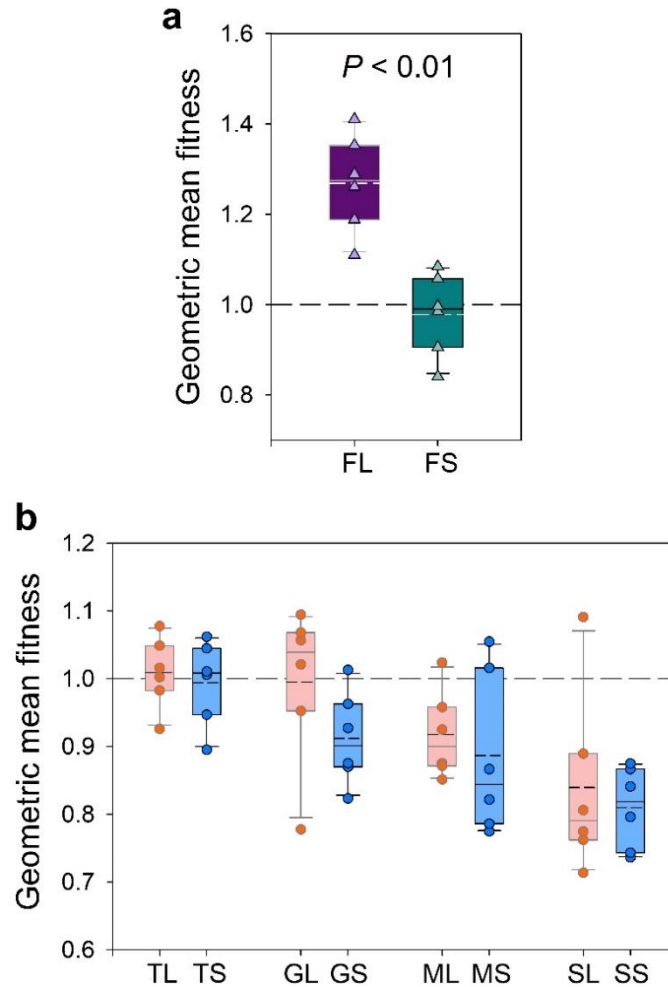 a
Geometric mean fitness
1.6
1.4
1.2
1.0
0.8
P < 0.01
FL FS
b
Geometric mean fitness
1.2
1.1
1.0
0.9
0.8
0.7
0.6
TL TS GL GS ML MS SL SS